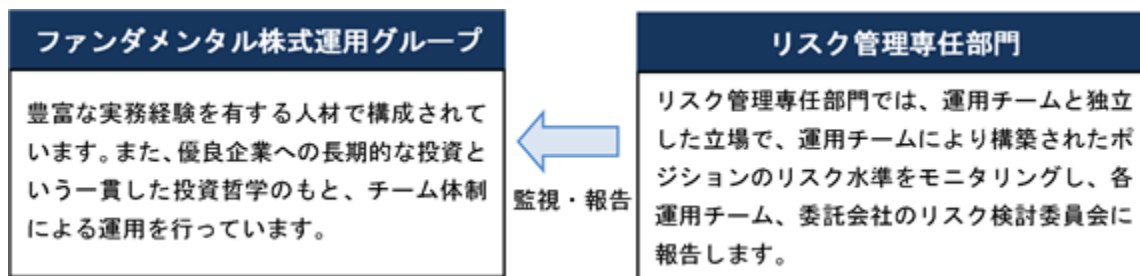 ファンダメンタル株式運用グループ
豊富な実務経験を有する人材で構成されて
います。また、優良企業への長期的な投資と
いう一貫した投資哲学のもと、チーム体制
による運用を行っています。
監視・報告
リスク管理専任部門
リスク管理専任部門では、運用チームと独立
した立場で、運用チームにより構築されたポ
ジションのリスク水準をモニタリングし、各
運用チーム、委託会社のリスク検討委員会に
報告します。